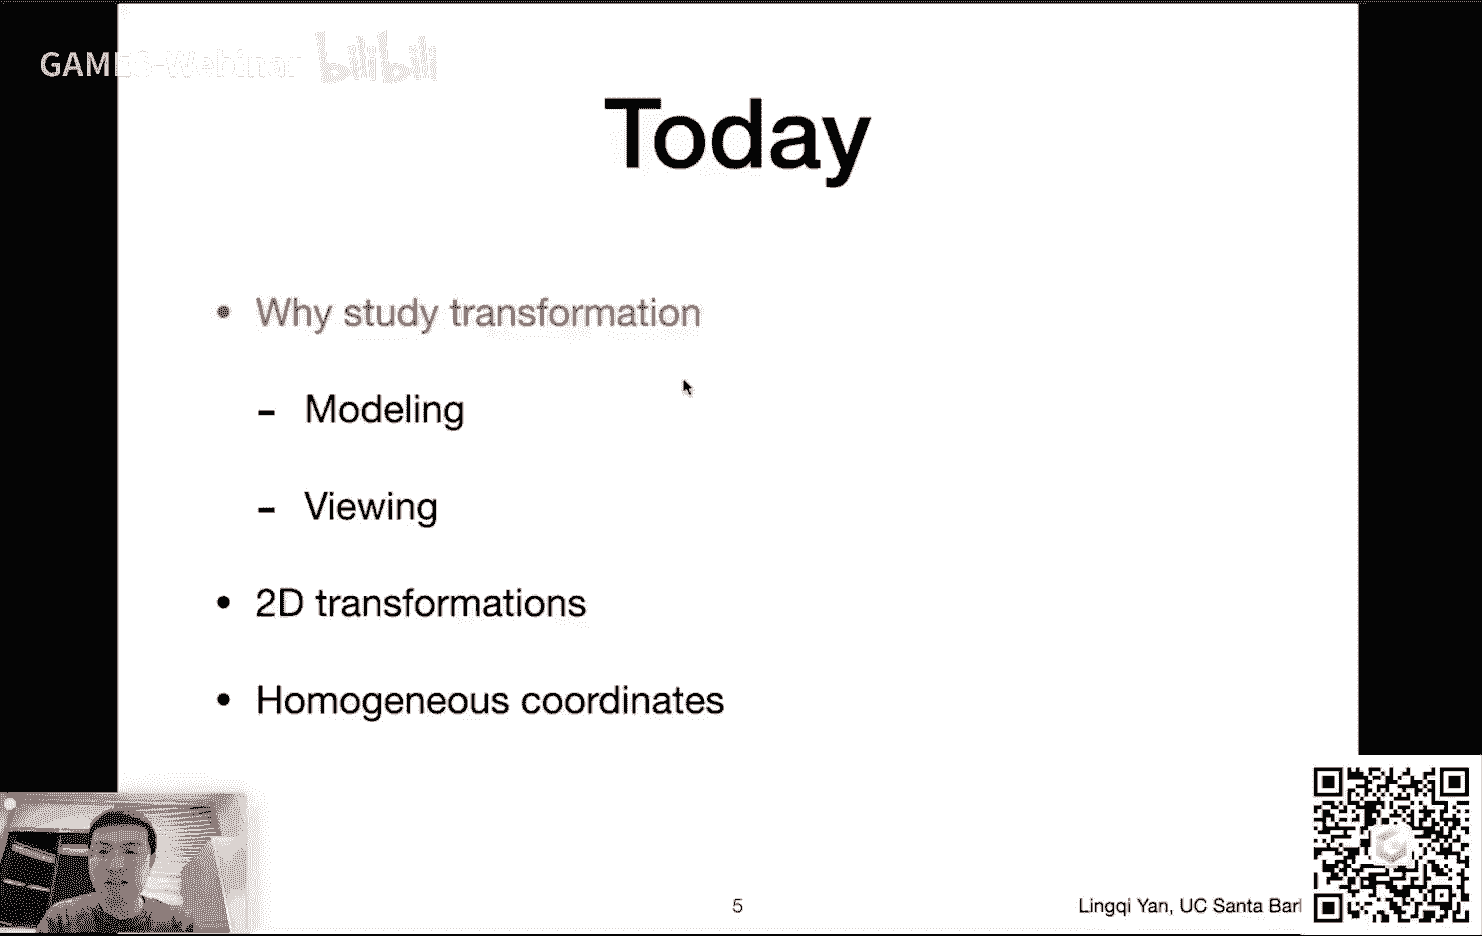 GAMES-Webinar bilibili
Today
• Why study transformation
- Modeling
- Viewing
• 2D transformations
• Homogeneous coordinates
5
Lingqi Yan, UC Santa Bar